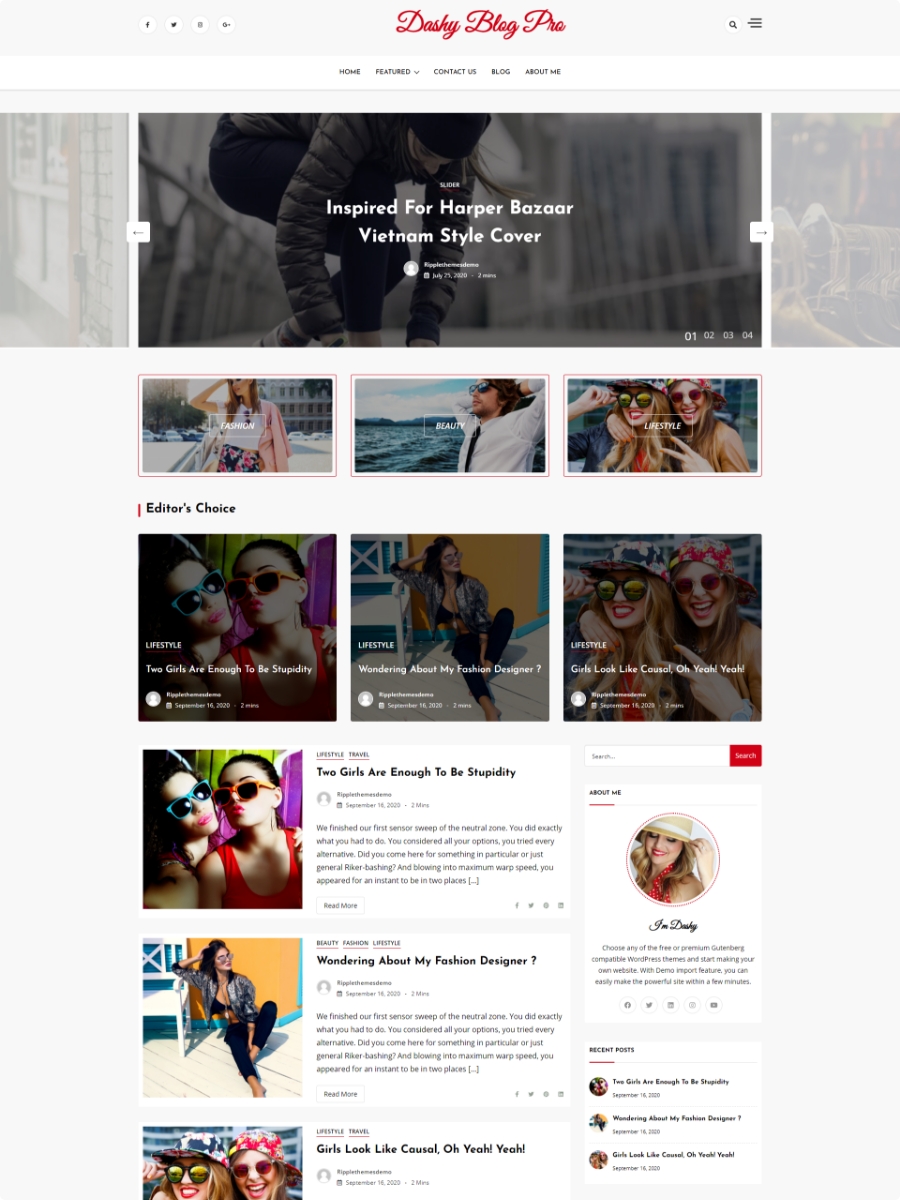 Dashy Blog Pro
HOME FEATURED CONTACT US BLOG ABOUT ME
SLIDER
Inspired For Harper Bazaar
Vietnam Style Cover
Ripplethemesdemo
July 25, 2020 - 2 mins
01 02 03 04
FASHION
BEAUTY
LIFESTYLE
Editor's Choice
LIFESTYLE
Two Girls Are Enough To Be Stupidity
Ripplethemesdemo
September 16, 2020 - 2 mins
LIFESTYLE
Wondering About My Fashion Designer ?
Ripplethemesdemo
September 16, 2020 - 2 mins
LIFESTYLE
Girls Look Like Causal, Oh Yeah! Yeah!
Ripplethemesdemo
September 16, 2020 - 2 mins
LIFESTYLE TRAVEL
Two Girls Are Enough To Be Stupidity
Ripplethemesdemo
September 16, 2020 - 2 Mins
We finished our first sensor sweep of the neutral zone. You did exactly
what you had to do. You considered all your options, you tried every
alternative. Did you come here for something in particular or just
general Riker-bashing? And blowing into maximum warp speed, you
appeared for an instant to be in two places [...]
Read More
BEAUTY FASHION LIFESTYLE
Wondering About My Fashion Designer ?
Ripplethemesdemo
September 16, 2020 - 2 Mins
We finished our first sensor sweep of the neutral zone. You did exactly
what you had to do. You considered all your options, you tried every
alternative. Did you come here for something in particular or just
general Riker-bashing? And blowing into maximum warp speed, you
appeared for an instant to be in two places [...]
Read More
LIFESTYLE TRAVEL
Girls Look Like Causal, Oh Yeah! Yeah!
Ripplethemesdemo
September 16, 2020 - 2 Mins
Search... Search
ABOUT ME
I'm Dashy
Choose any of the free or premium Gutenberg
compatible WordPress themes and start making your
own website. With Demo import feature, you can
easily make the powerful site within a few minutes.
RECENT POSTS
Two Girls Are Enough To Be Stupidity
September 16, 2020
Wondering About My Fashion Designer ?
September 16, 2020
Girls Look Like Causal, Oh Yeah! Yeah!
September 16, 2020